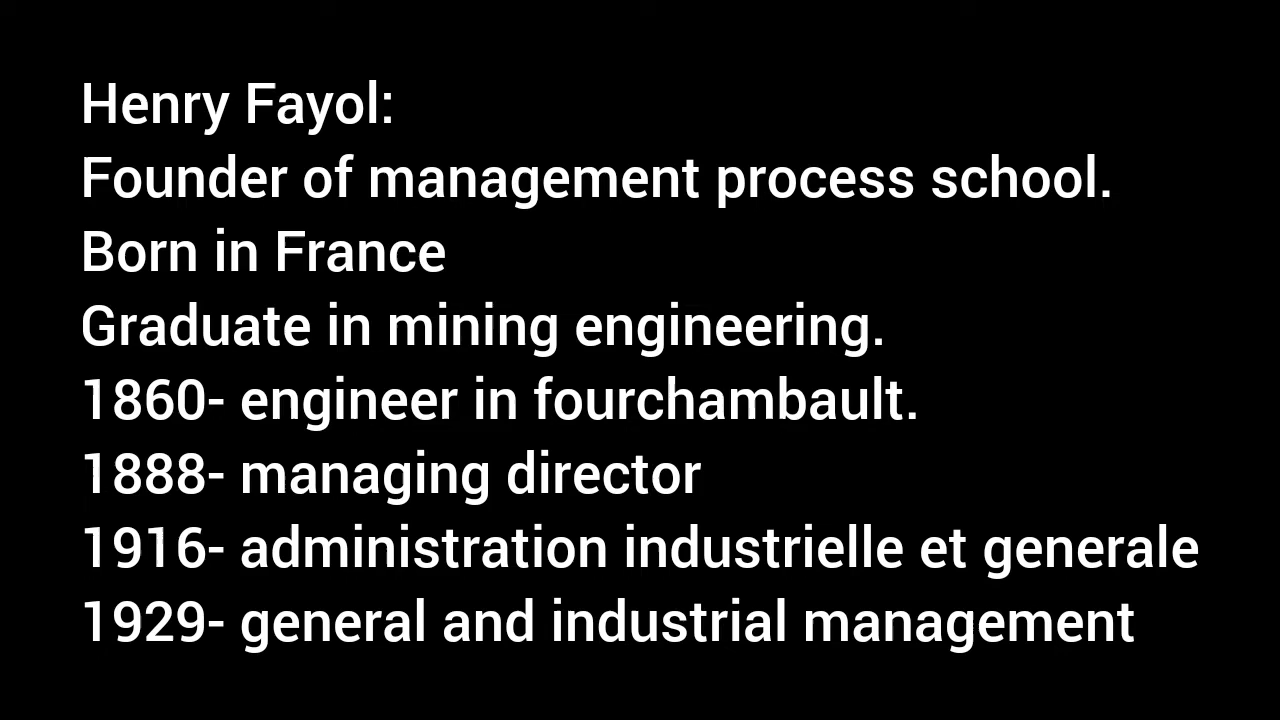 Henry Fayol:
Founder of management process school.
Born in France
Graduate in mining engineering.
1860- engineer in fourchambault.
1888- managing director
1916- administration industrielle et generale
1929- general and industrial management